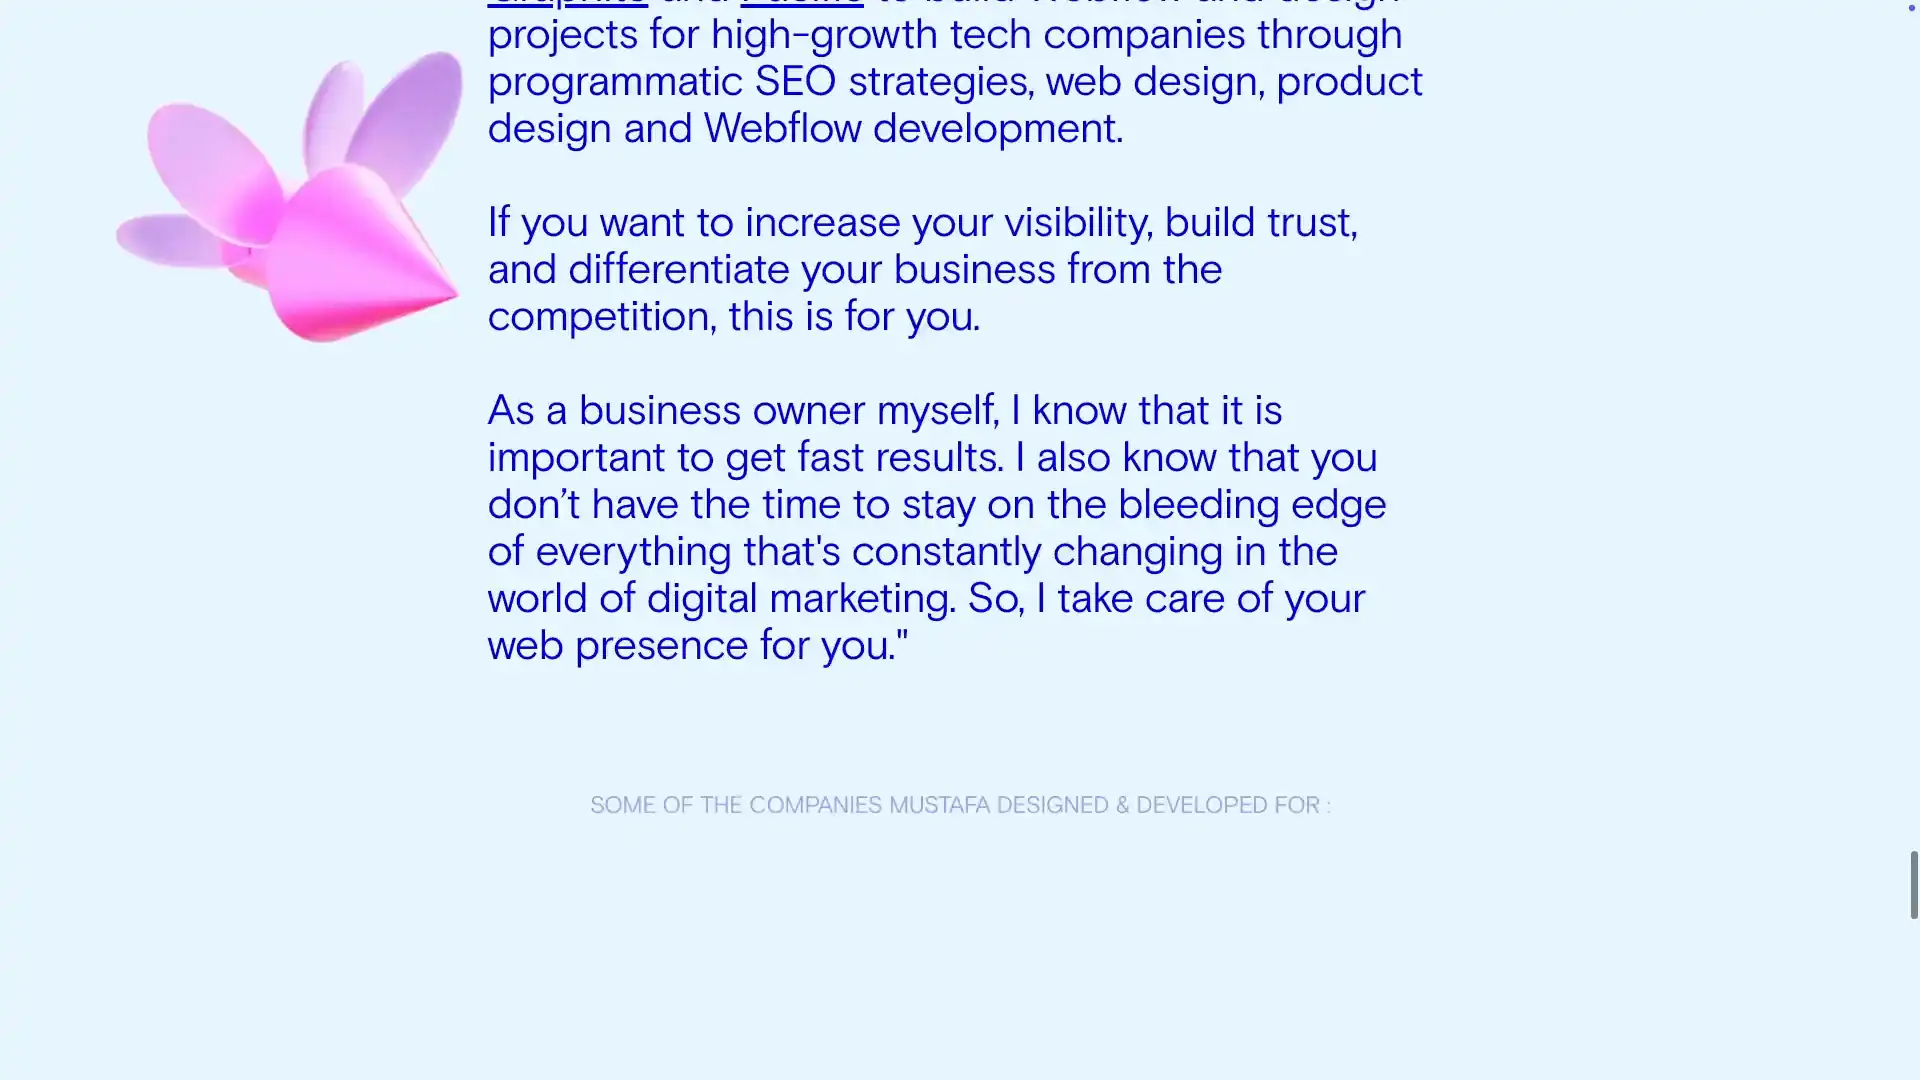 Graphite and Pacific to build Webflow and design
projects for high-growth tech companies through
programmatic SEO strategies, web design, product
design and Webflow development.
If you want to increase your visibility, build trust,
and differentiate your business from the
competition, this is for you.
As a business owner myself, I know that it is
important to get fast results. I also know that you
don’t have the time to stay on the bleeding edge
of everything that's constantly changing in the
world of digital marketing. So, I take care of your
web presence for you."
SOME OF THE COMPANIES MUSTAFA DESIGNED & DEVELOPED FOR :